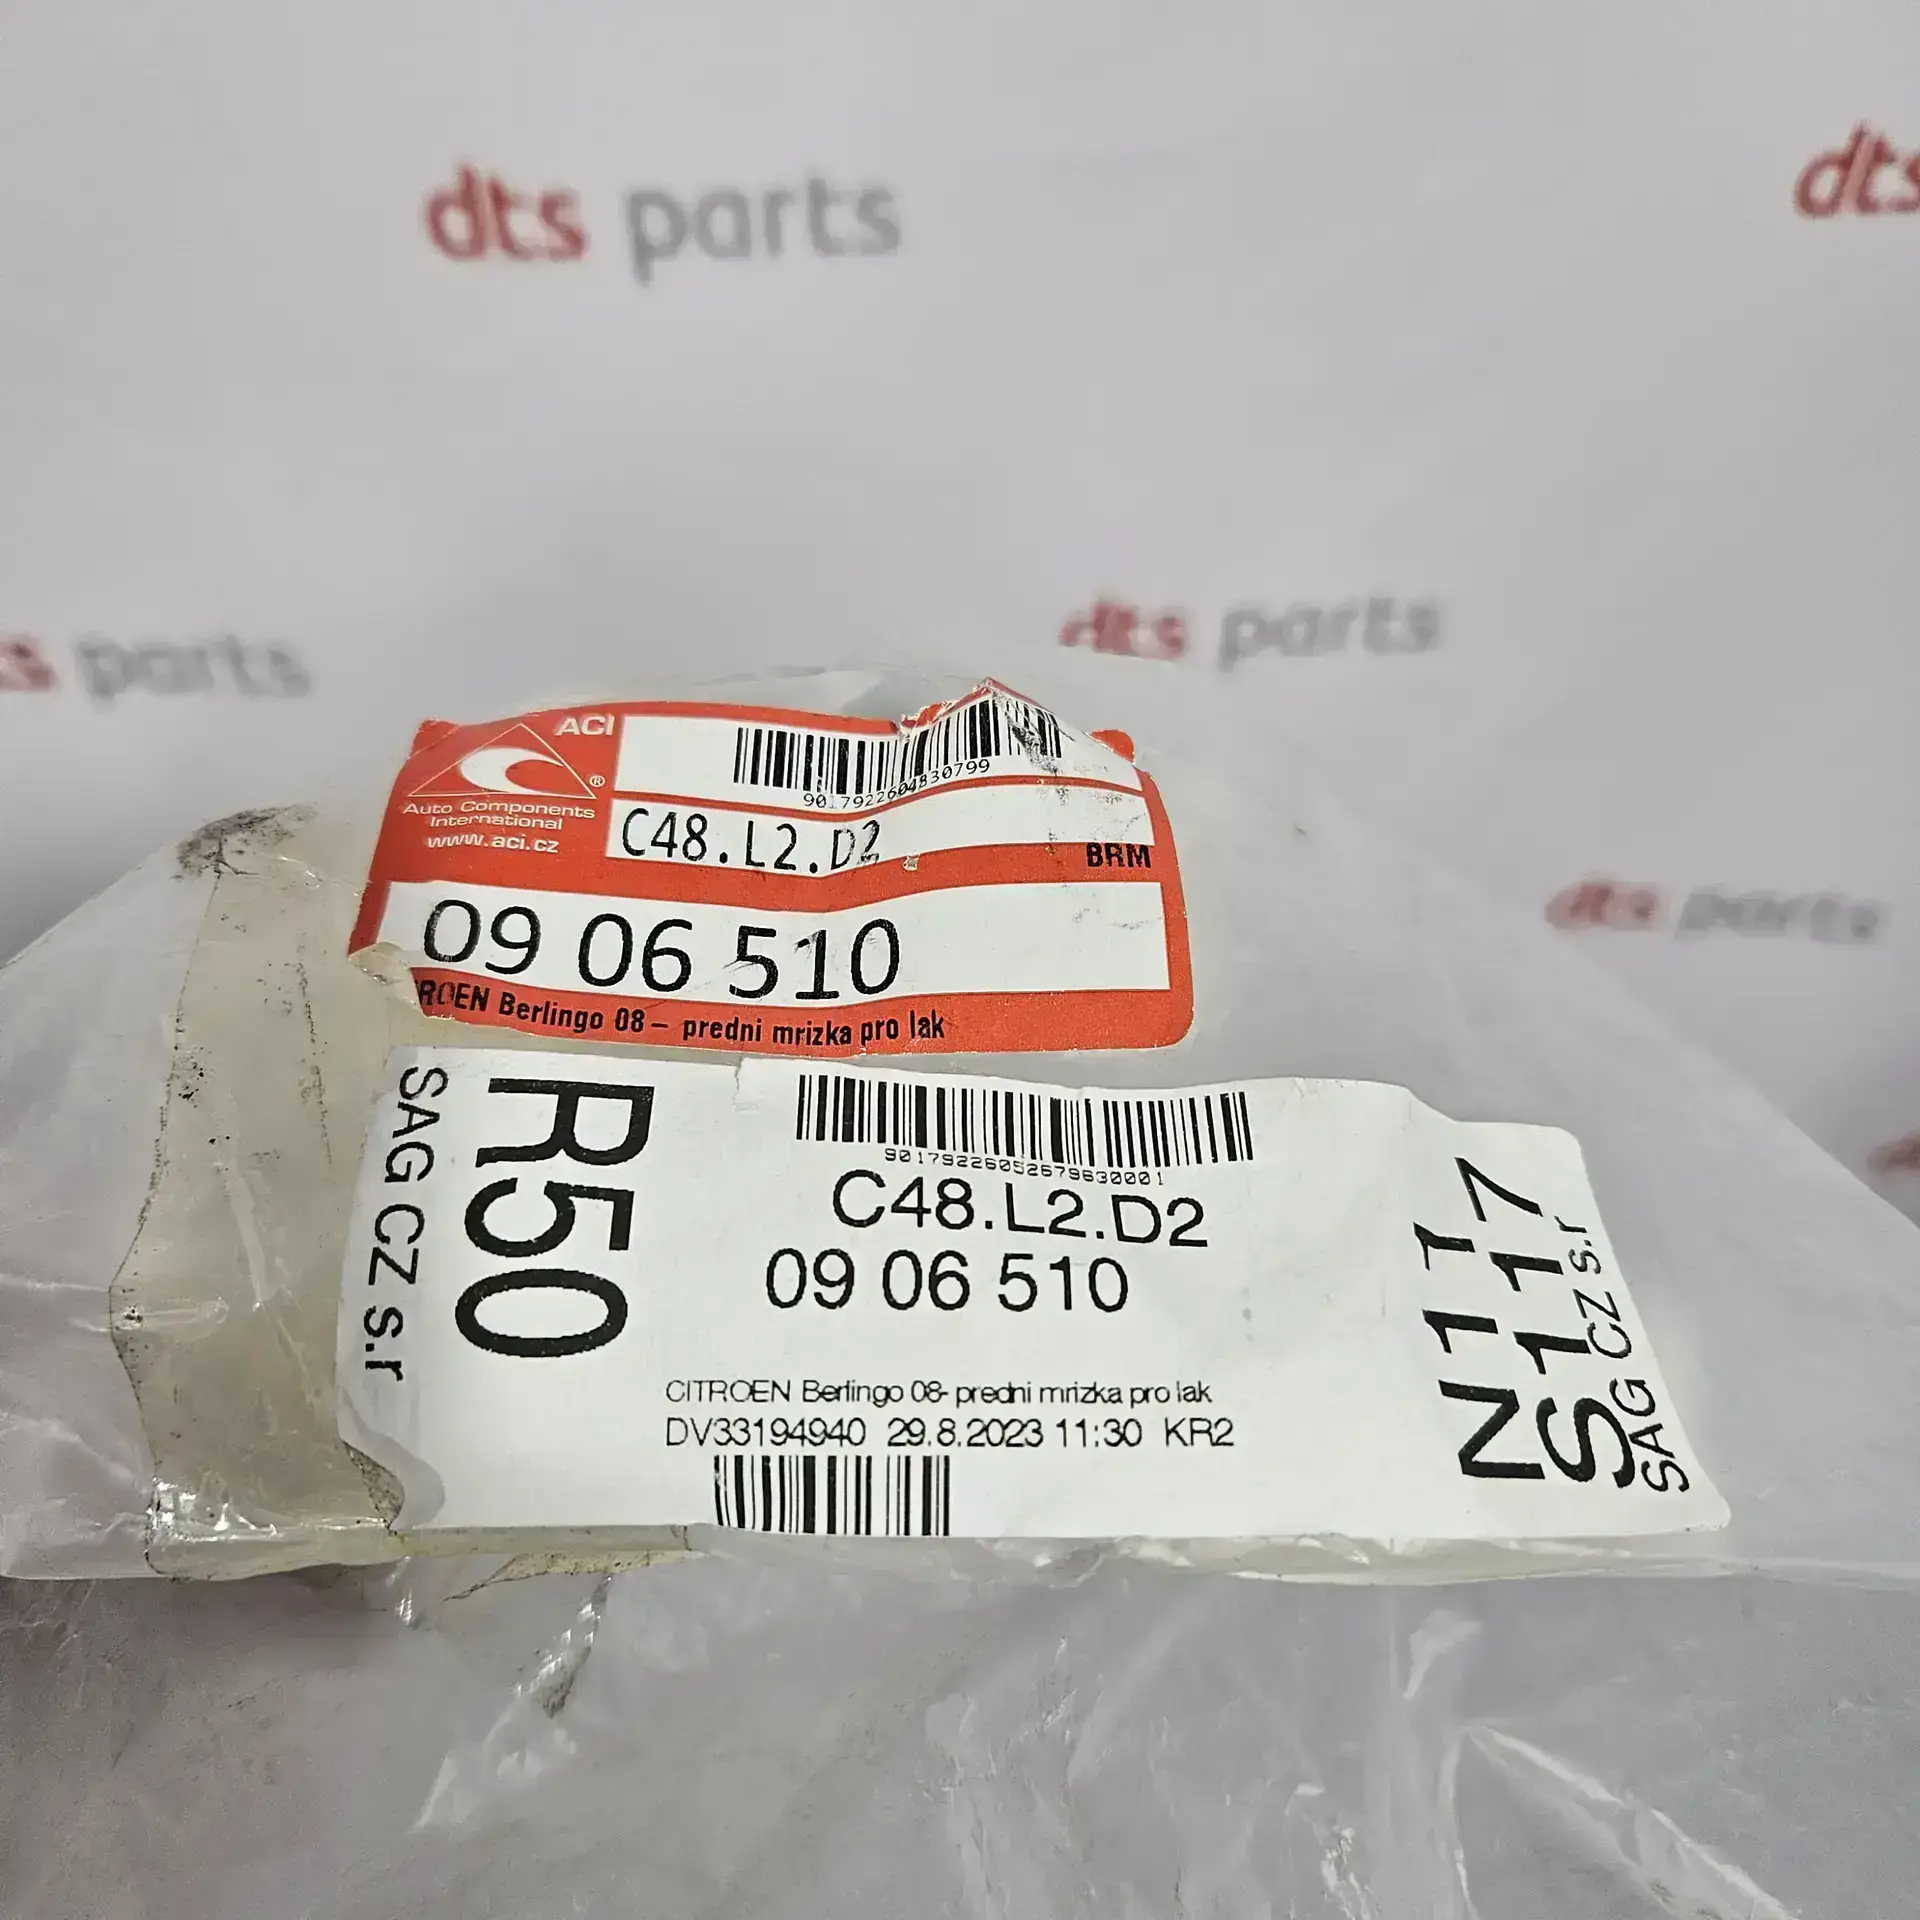 dts parts
dts
parts
dts parts
dts parts
ACI
®
Auto Components
International
www.aci.cz
C48.L2.D2
BRM
09 06 510
ROEN Berlingo 08- predni mrizka pro lak
R50
SAG CZ s.r
90179226052679630001
C48.L2.D2
09 06 510
CITROEN Berlingo 08- predni mrizka pro lak
DV33194940 29.8.2023 11:30 KR2
N117
S117
SAG CZ s.r